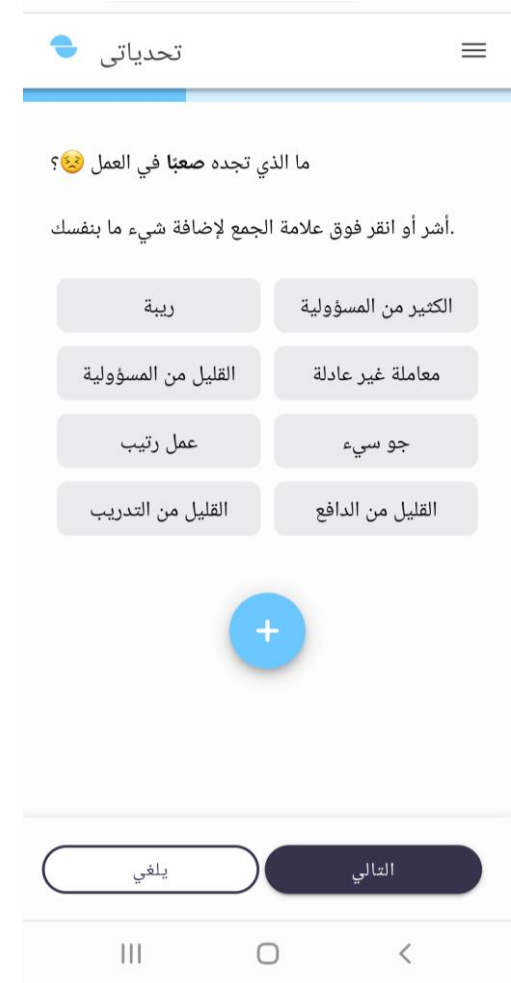 تحدياتى
ما الذي تجده صعبًا في العمل 😣؟
.أشر أو انقر فوق علامة الجمع لإضافة شيء ما بنفسك
الكثير من المسؤولية
ريبة
معاملة غير عادلة
القليل من المسؤولية
جو سيء
عمل رتيب
القليل من الدافع
القليل من التدريب
+
التالي
يلغي